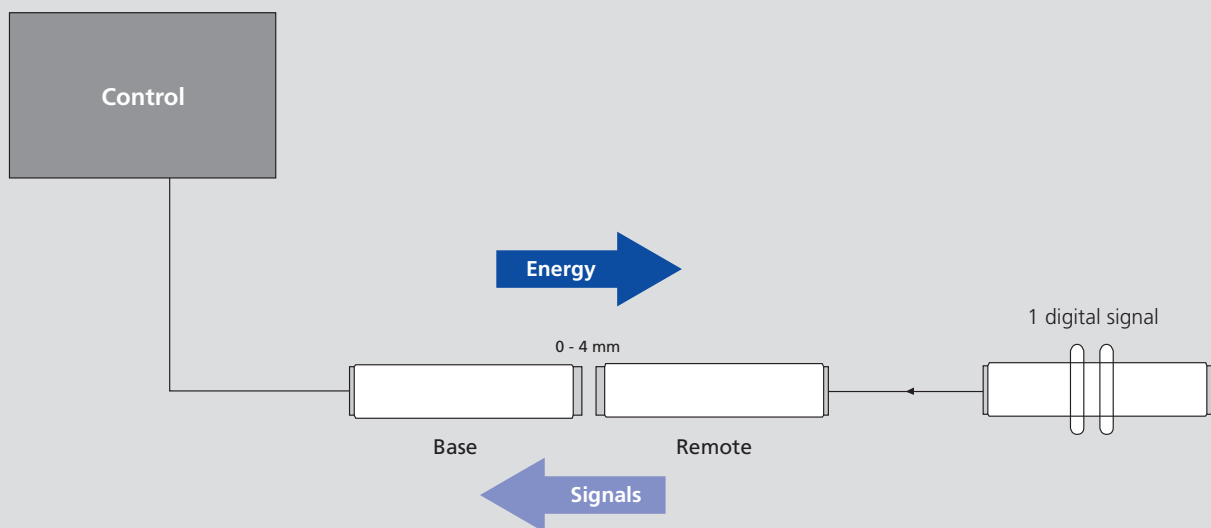 Control
Energy
1 digital signal
0 - 4 mm
Base
Remote
Signals